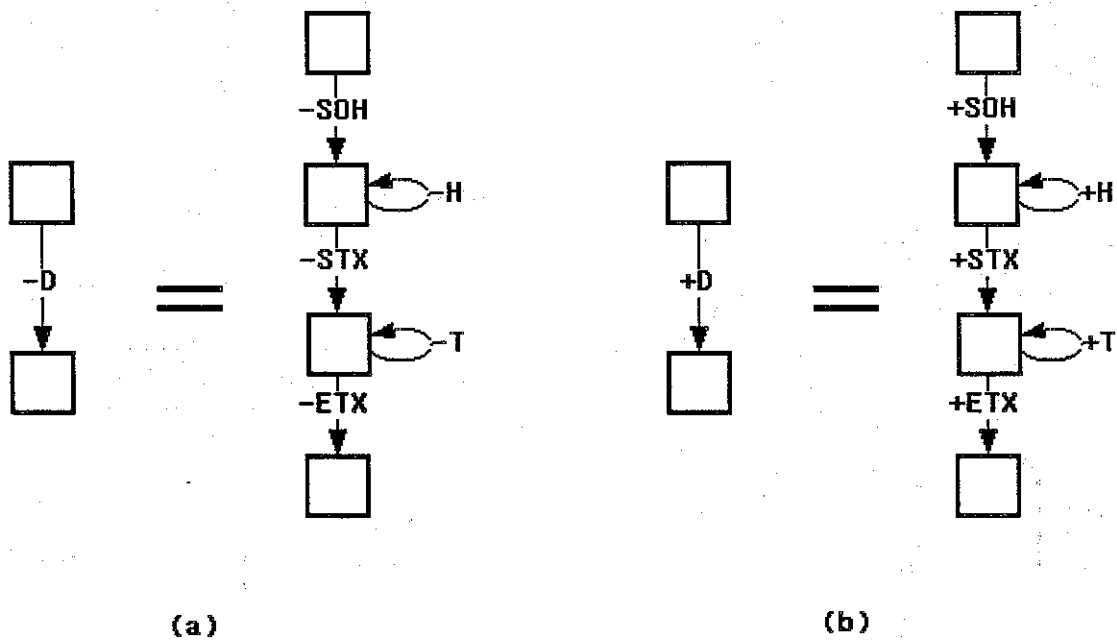 -SOH
-H
-STX
-D
-T
-ETX
(a)
+SOH
+H
+STX
+D
+T
+ETX
(b)